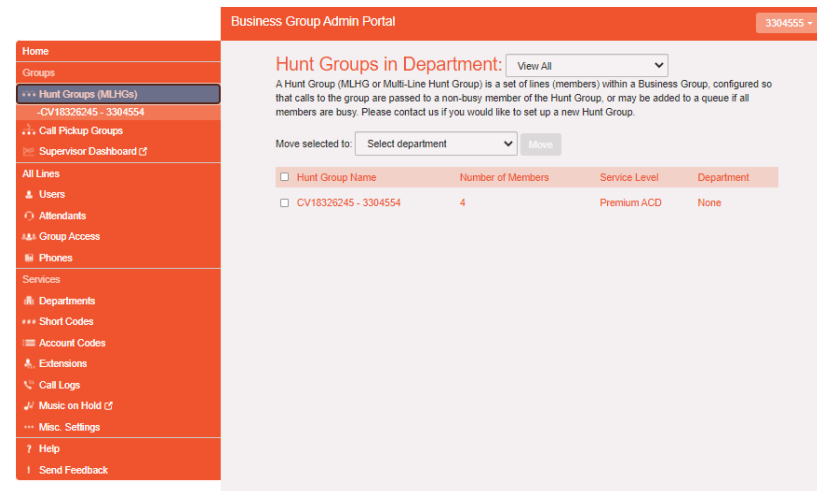 Business Group Admin Portal
3304555
Home
Groups
Hunt Groups (MLHGs)
-CV18326245 - 3304554
Call Pickup Groups
Supervisor Dashboard
All Lines
Users
Attendants
Group Access
Phones
Services
Departments
Short Codes
Account Codes
Extensions
Call Logs
Music on Hold
Misc. Settings
? Help
! Send Feedback
Hunt Groups in Department: View All
A Hunt Group (MLHG or Multi-Line Hunt Group) is a set of lines (members) within a Business Group, configured so
that calls to the group are passed to a non-busy member of the Hunt Group, or may be added to a queue if all
members are busy. Please contact us if you would like to set up a new Hunt Group.
Move selected to: Select department Move
Hunt Group Name Number of Members Service Level Department
CV18326245 - 3304554 4 Premium ACD None